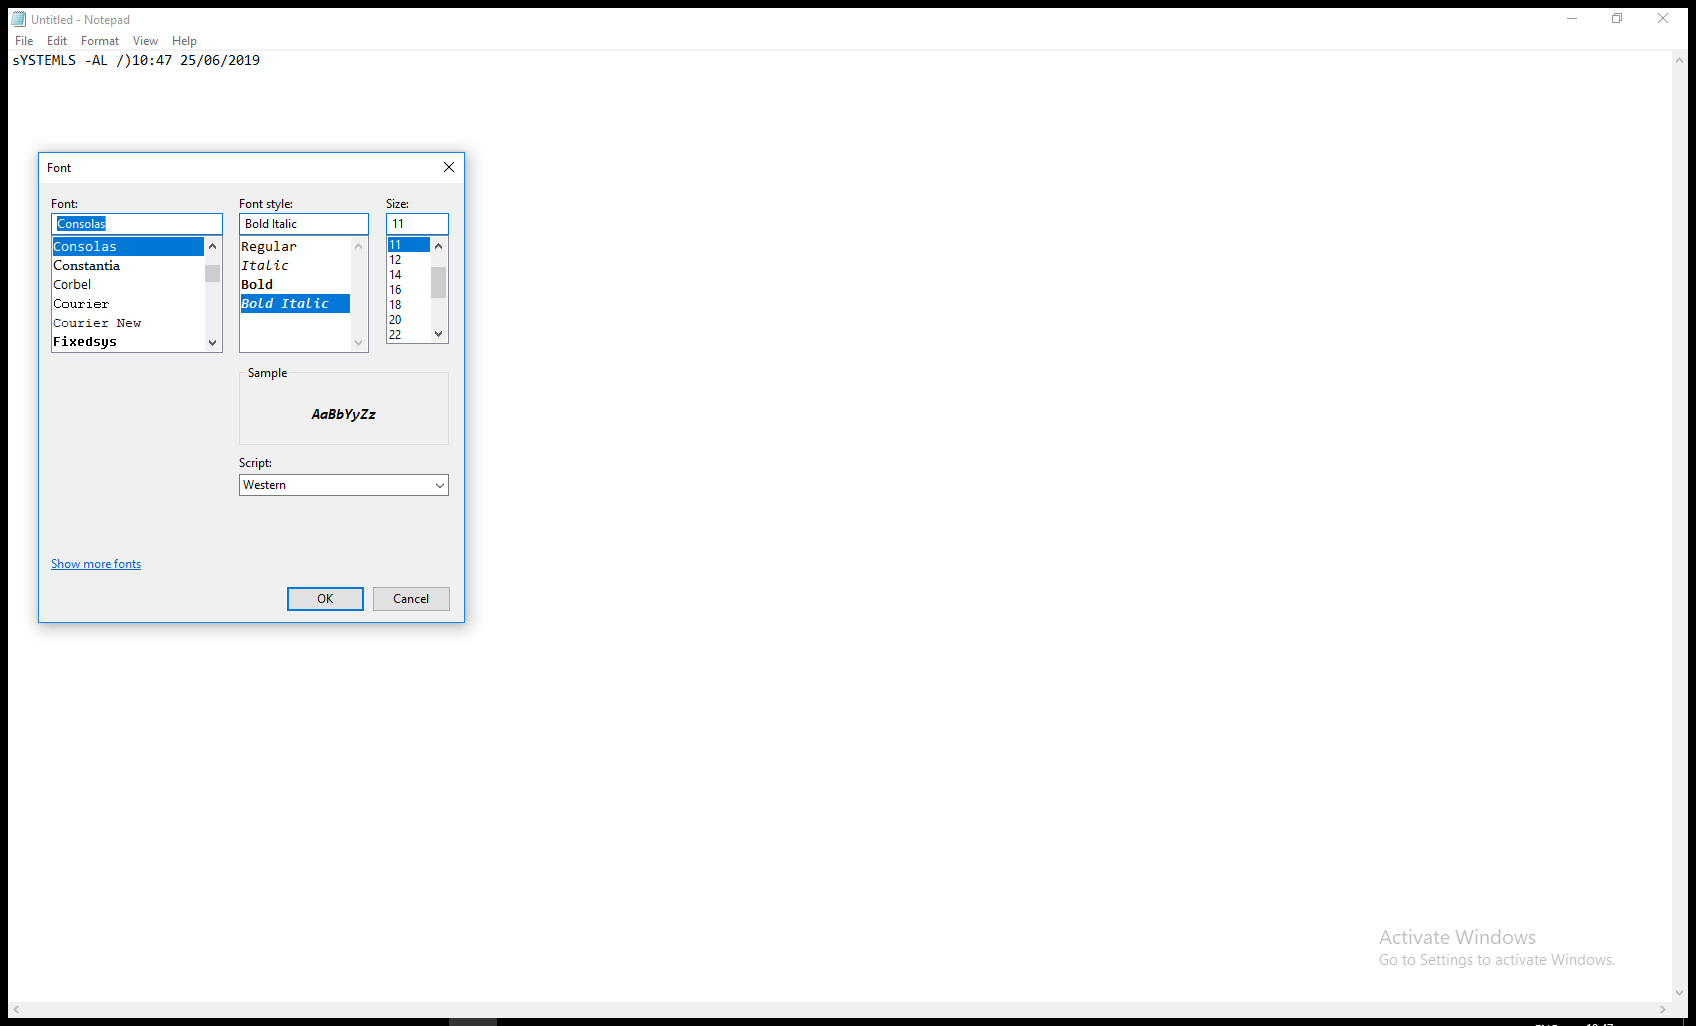 Untitled - Notepad
File Edit Format View Help
sYSTEMLS -AL /)10:47 25/06/2019
Font
Font: Font style: Size:
Consolas Bold Italic 11
Consolas
Constantia
Corbel
Courier
Courier New
Fixedsys
Regular
Italic
Bold
Bold Italic
11
12
14
16
18
20
22
Sample
AaBbYyZz
Script:
Western
Show more fonts
OK Cancel
Activate Windows
Go to Settings to activate Windows.